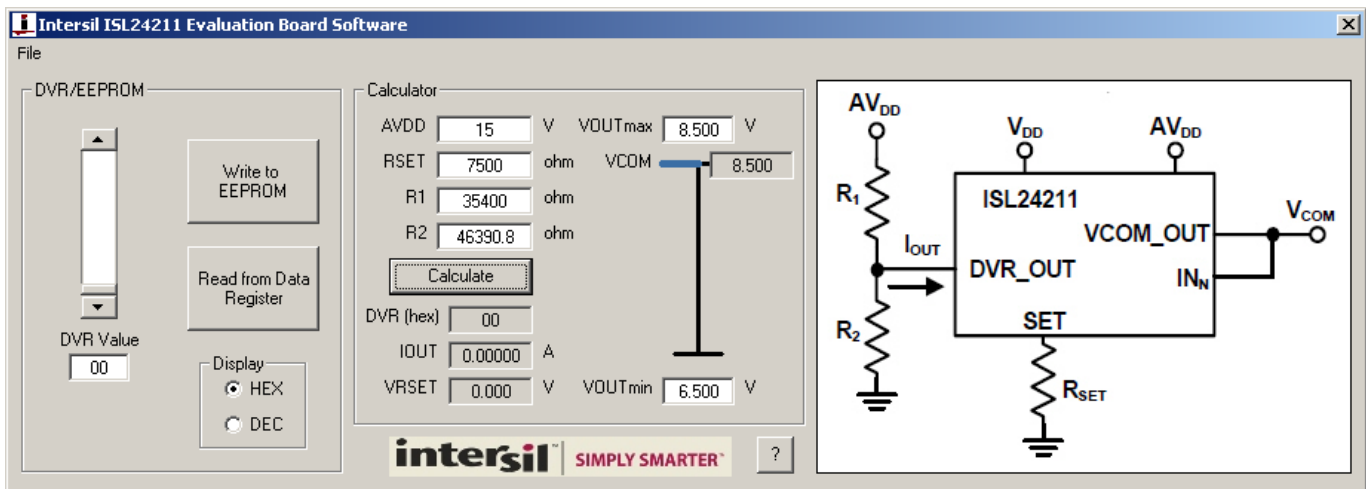 Intersil ISL24211 Evaluation Board Software
File
DVR/EEPROM
Write to
EEPROM
Read from Data
Register
DVR Value
00
Display
HEX
DEC
Calculator
AVDD 15 V VOUTmax 8.500 V
RSET 7500 ohm VCOM 8.500
R1 35400 ohm
R2 46390.8 ohm
Calculate
DVR (hex) 00
IOUT 0.00000 A
VRSET 0.000 V VOUTmin 6.500 V
intersil™ SIMPLY SMARTER™
?
AVDD
VDD
AVDD
R1
ISL24211
VCOM_OUT
VCOM
IOUT
DVR_OUT
INN
R2
SET
RSET